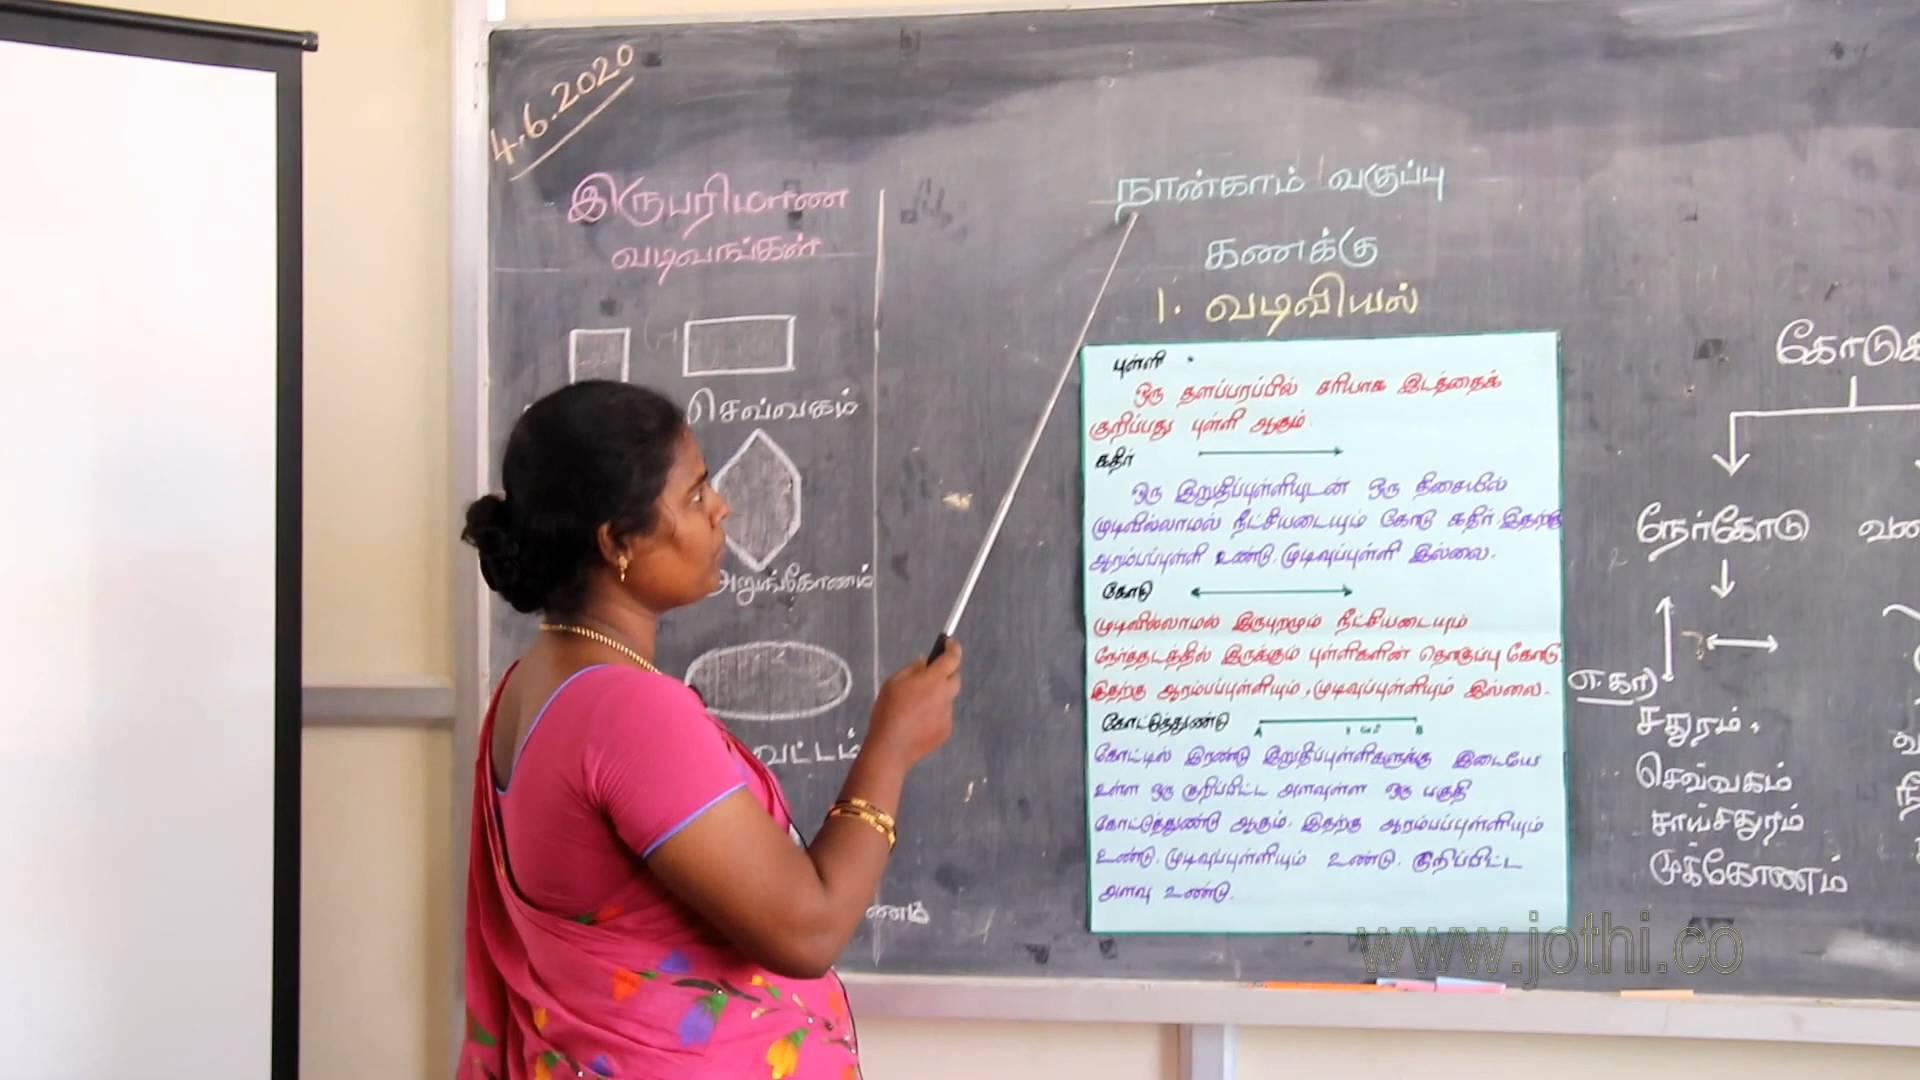 4.6.2020
இருபரிமாண
வடிவங்கள்
செவ்வகம்
அறுங்கோணம்
வட்டம்
ணம்
நான்காம் வகுப்பு
கணக்கு
1. வடிவியல்
புள்ளி .
ஒரு தளப்பரப்பில் சரியாக இடத்தைக்
குறிப்பது புள்ளி ஆகும்.
கதிர்
ஒரு இறுதிப்புள்ளியுடன் ஒரு திசையில்
முடிவில்லாமல் நீட்சியடையும் கோடு கதிர். இதற்கு
ஆரம்பப்புள்ளி உண்டு. முடிவுப்புள்ளி இல்லை.
கோடு
முடிவில்லாமல் இருபுறமும் நீட்சியடையும்
நேர்த்தடத்தில் இருக்கும் புள்ளிகளின் தொகுப்பு கோடு.
இதற்கு ஆரம்பப்புள்ளியும், முடிவுப்புள்ளியும் இல்லை.
கோட்டுத்துண்டு
A B
கோட்டில் இரண்டு இறுதிப்புள்ளிகளுக்கு இடையே
உள்ள ஒரு குறிப்பிட்ட அளவுள்ள ஒரு பகுதி
கோட்டுத்துண்டு ஆகும். இதற்கு ஆரம்பப்புள்ளியும்
உண்டு. முடிவுப்புள்ளியும் உண்டு. குறிப்பிட்ட
அளவு உண்டு.
கோடுக
நேர்கோடு
எ.கா)
சதுரம்,
செவ்வகம்
சாய்சதுரம்
முக்கோணம்
www.jothi.co